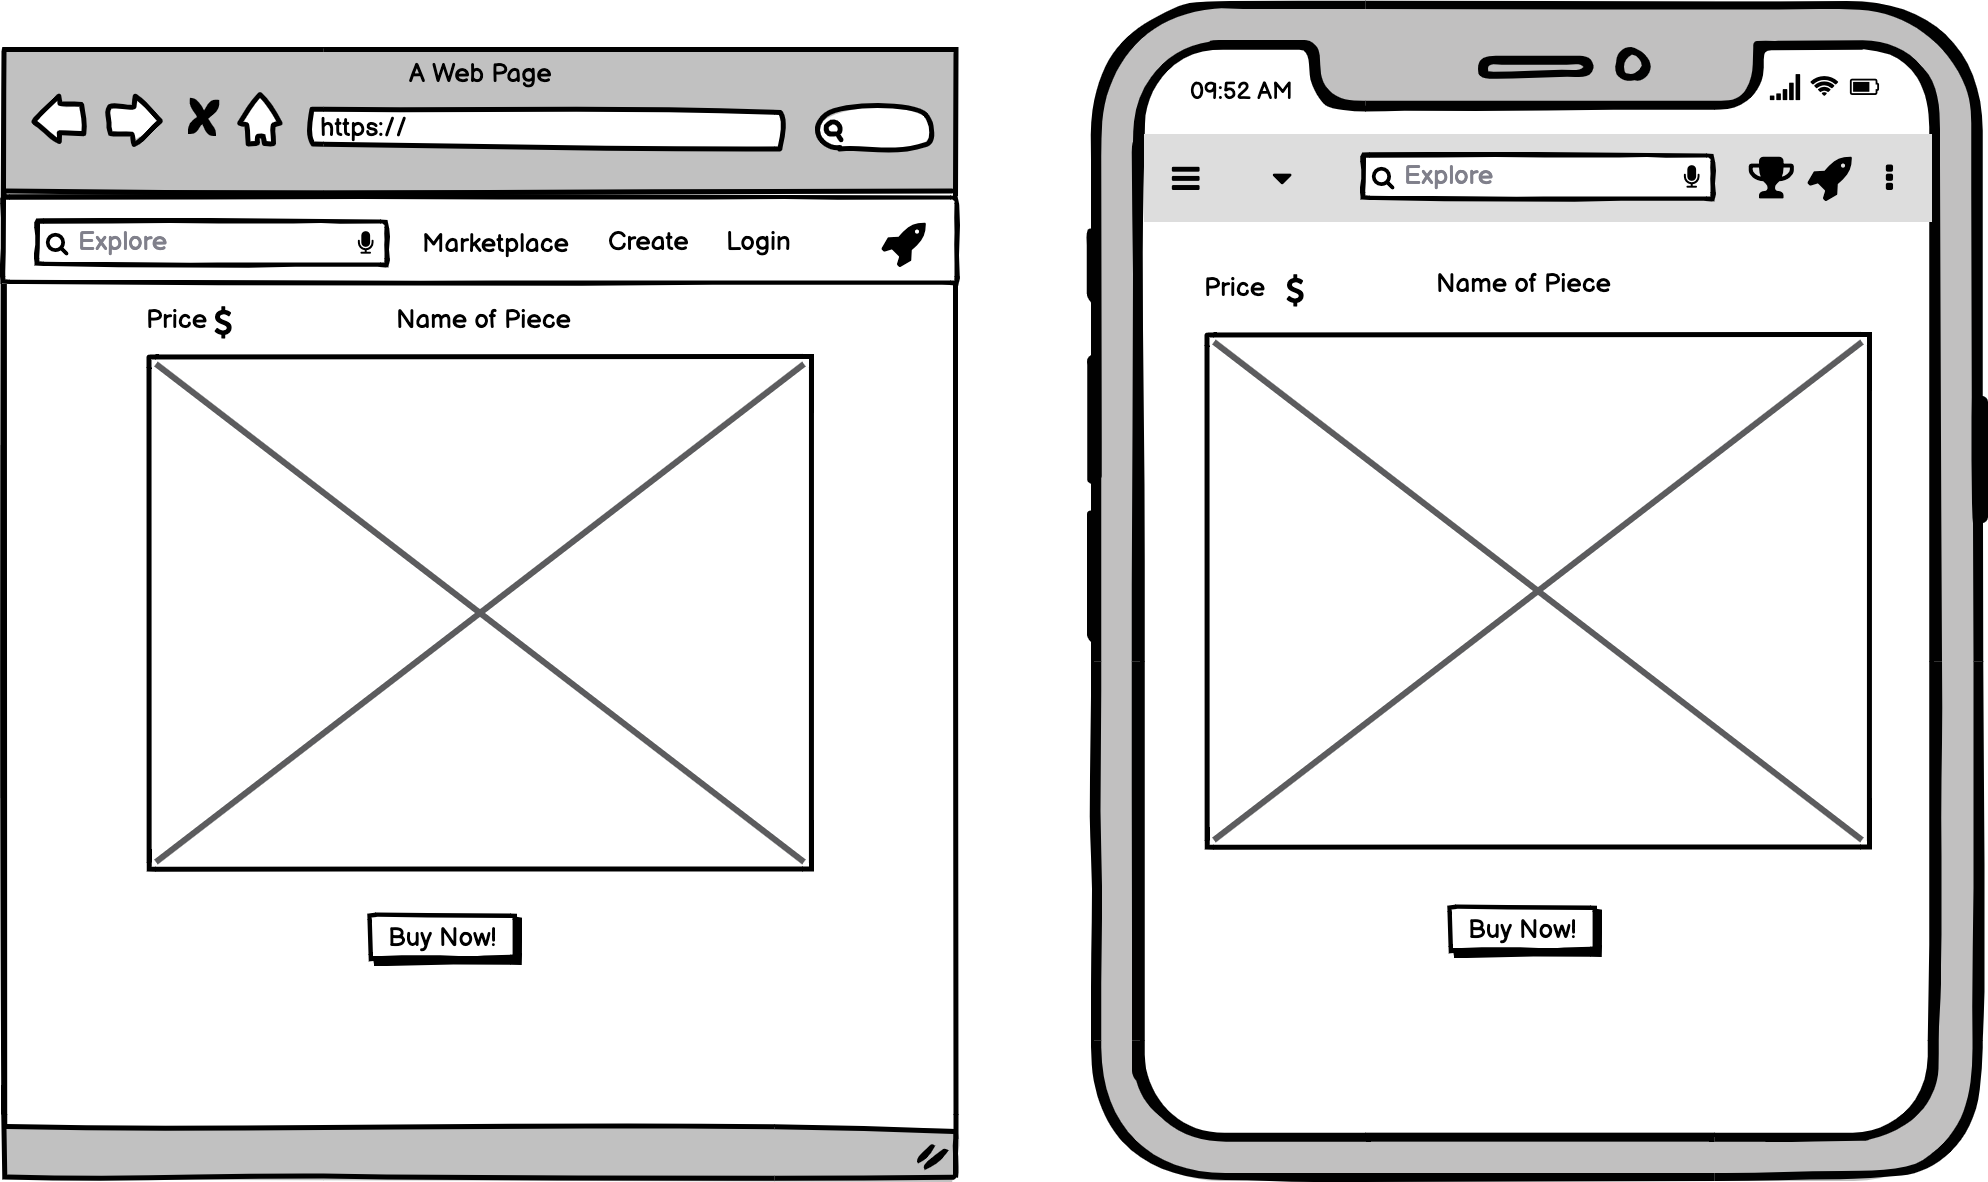 A Web Page
https://
Explore
Marketplace
Create
Login
Price $
Name of Piece
Buy Now!
09:52 AM
Explore
Price $
Name of Piece
Buy Now!